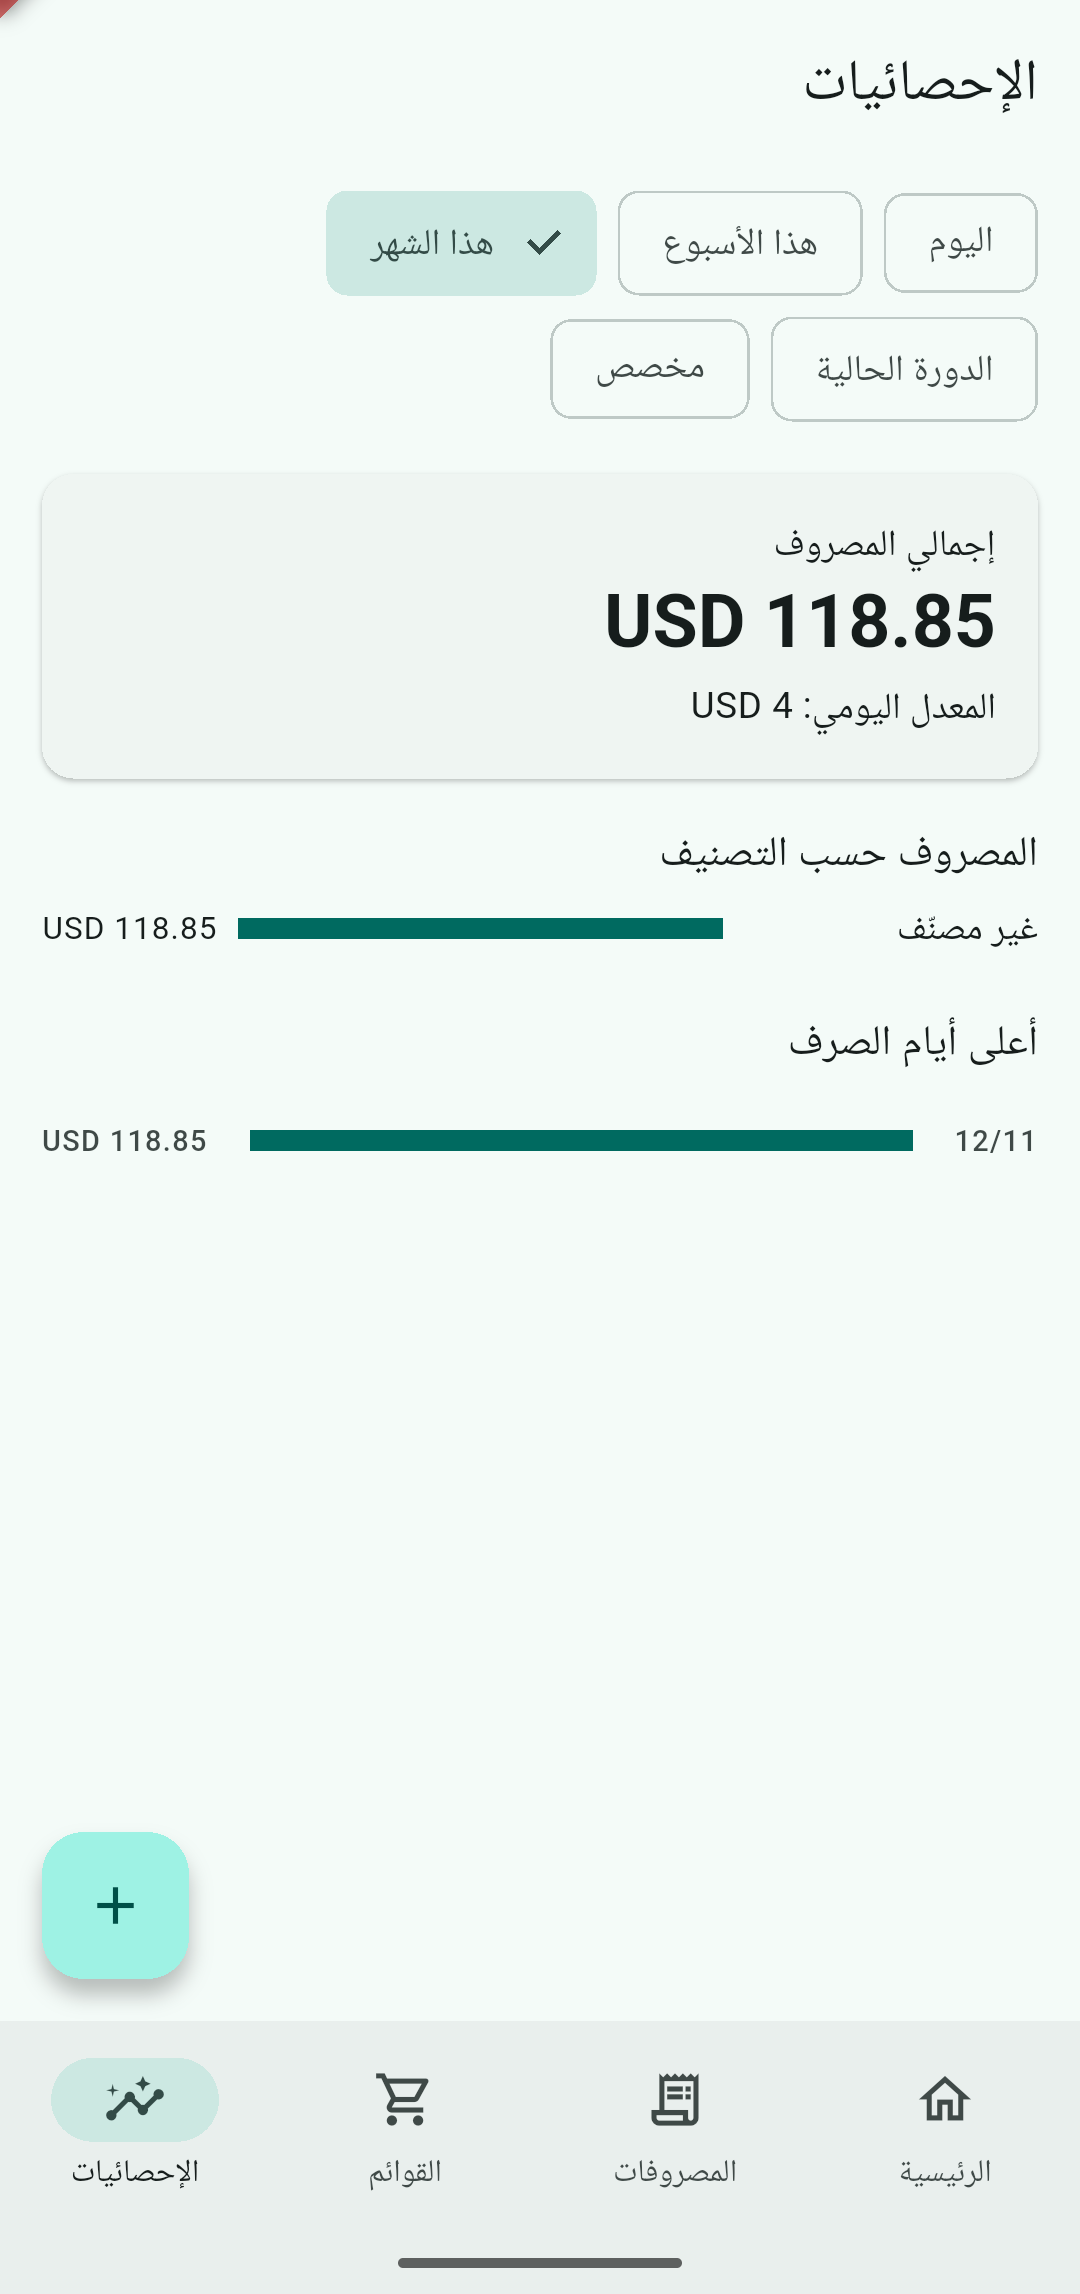 الإحصائيات
اليوم
هذا الأسبوع
هذا الشهر
الدورة الحالية
مخصص
إجمالي المصروف
USD 118.85
المعدل اليومي: USD 4
المصروف حسب التصنيف
غير مصنّف USD 118.85
أعلى أيام الصرف
12/11 USD 118.85
الرئيسية
المصروفات
القوائم
الإحصائيات